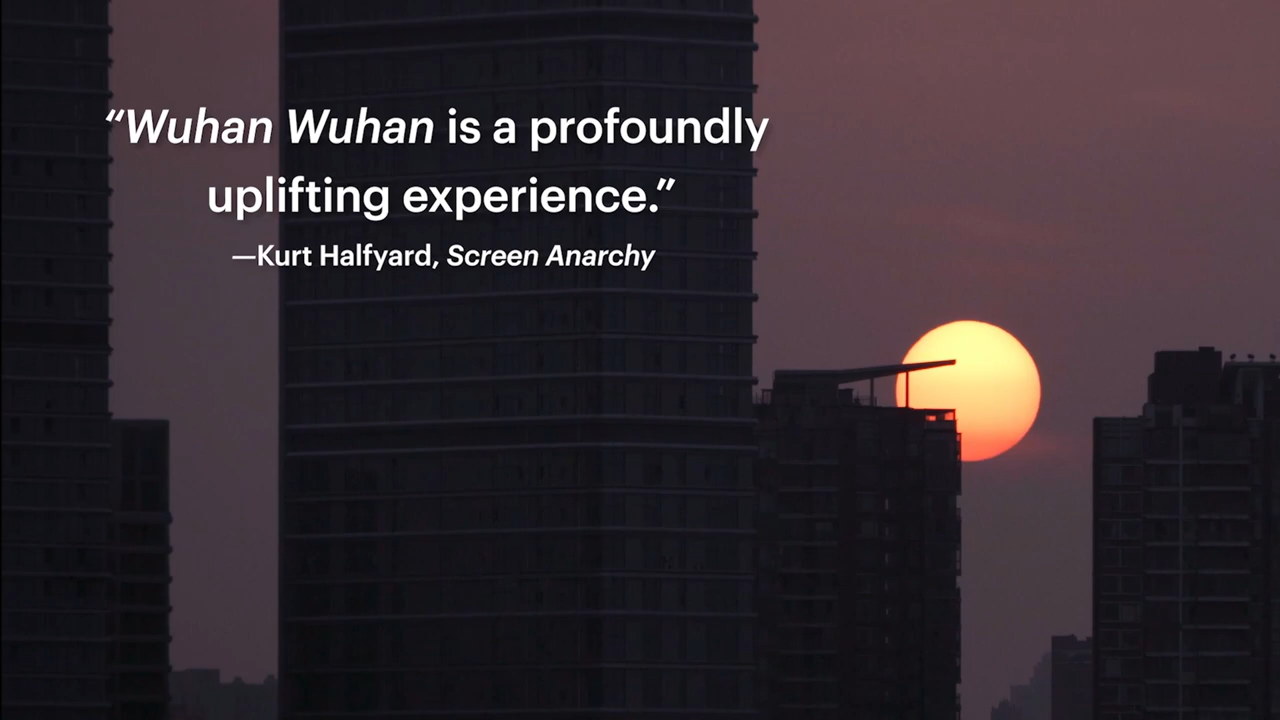 “Wuhan Wuhan is a profoundly
uplifting experience.”
—Kurt Halfyard, Screen Anarchy